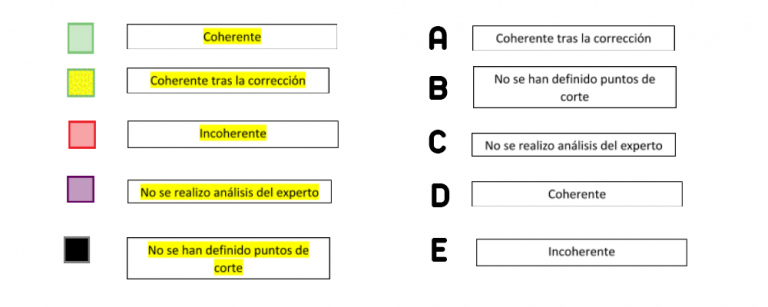 Coherente
Coherente tras la corrección
Incoherente
No se realizo análisis del experto
No se han definido puntos de
corte
A Coherente tras la corrección
B No se han definido puntos de
corte
C No se realizo análisis del experto
D Coherente
E Incoherente